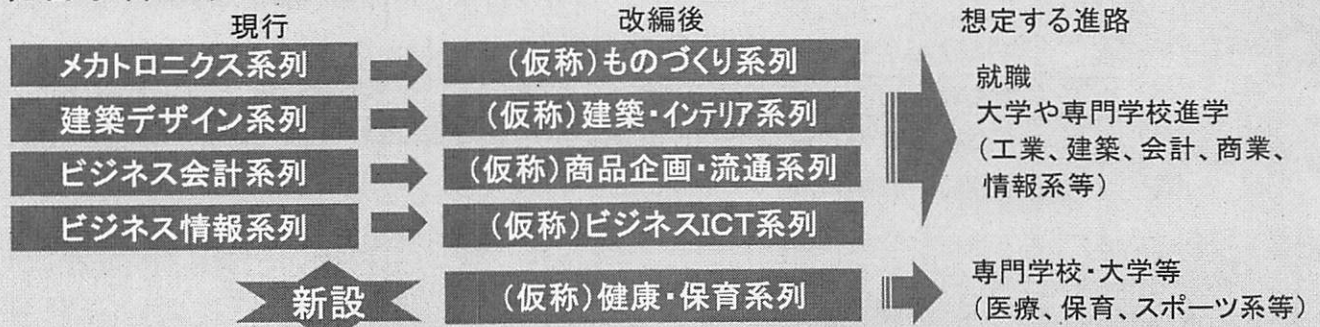 現行
改編後
想定する進路
メカトロニクス系列
(仮称)ものづくり系列
建築デザイン系列
(仮称)建築・インテリア系列
ビジネス会計系列
(仮称)商品企画・流通系列
ビジネス情報系列
(仮称)ビジネスICT系列
就職
大学や専門学校進学
(工業、建築、会計、商業、
情報系等)
新設
(仮称)健康・保育系列
専門学校・大学等
(医療、保育、スポーツ系等)